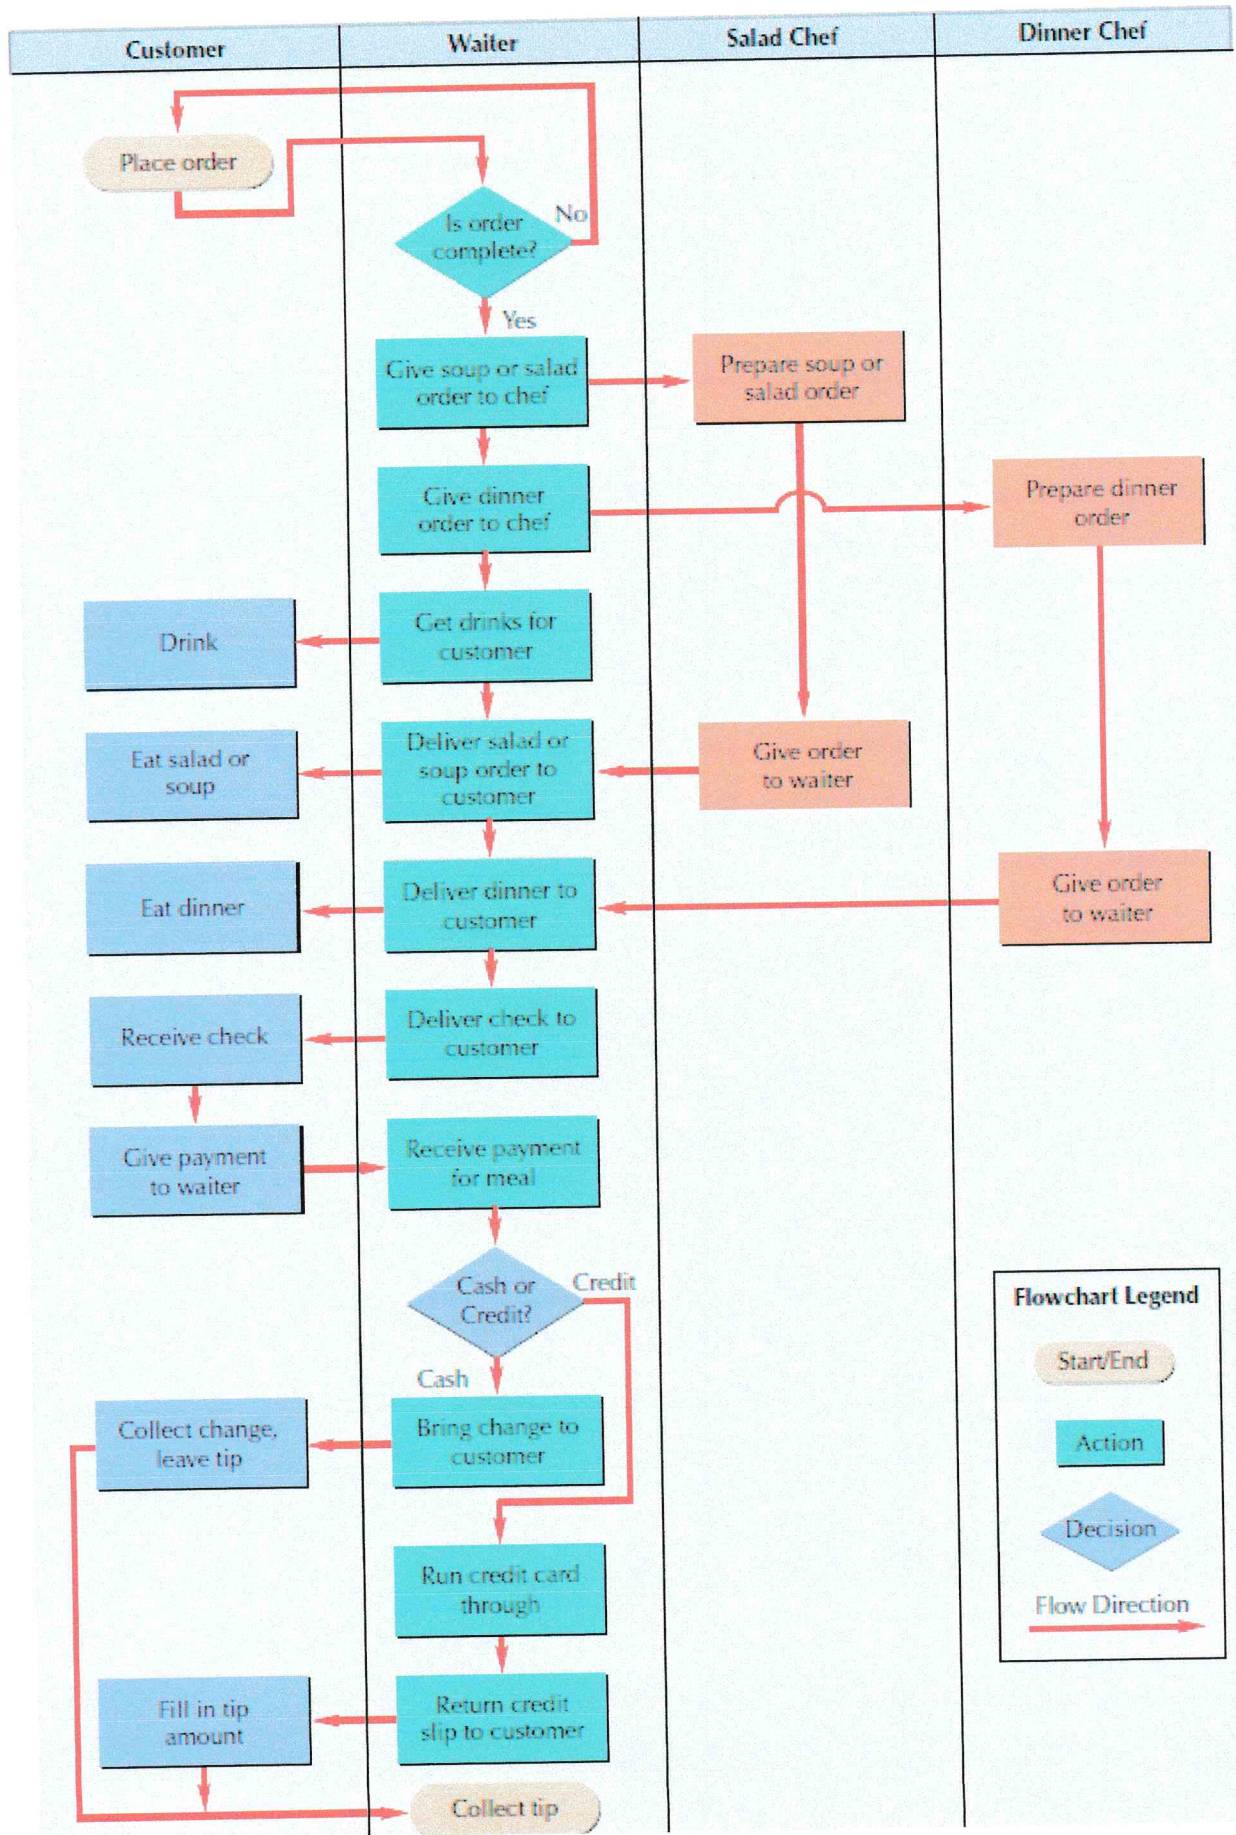 Customer
Waiter
Salad Chef
Dinner Chef
Place order
Is order
complete?
No
Yes
Give soup or salad
order to chef
Prepare soup or
salad order
Give dinner
order to chef
Prepare dinner
order
Drink
Get drinks for
customer
Eat salad or
soup
Deliver salad or
soup order to
customer
Give order
to waiter
Eat dinner
Deliver dinner to
customer
Give order
to waiter
Receive check
Deliver check to
customer
Give payment
to waiter
Receive payment
for meal
Cash or
Credit?
Credit
Cash
Collect change,
leave tip
Bring change to
customer
Run credit card
through
Fill in tip
amount
Return credit
slip to customer
Collect tip
Flowchart Legend
Start/End
Action
Decision
Flow Direction